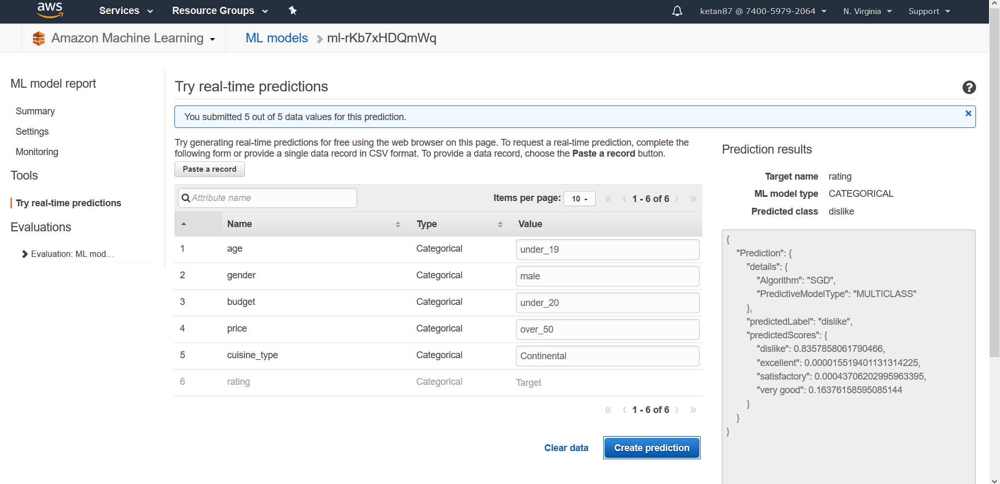 aws
Services
Resource Groups
ketan87 @ 7400-5979-2064
N. Virginia
Support
Amazon Machine Learning
ML models
ml-rKb7xHDQmWq
ML model report
Summary
Settings
Monitoring
Tools
Try real-time predictions
Evaluations
Evaluation: ML mod…
Try real-time predictions
?
You submitted 5 out of 5 data values for this prediction.
×
Try generating real-time predictions for free using the web browser on this page. To request a real-time prediction, complete the
following form or provide a single data record in CSV format. To provide a data record, choose the Paste a record button.
Paste a record
Attribute name
Items per page: 10
« ‹ 1 - 6 of 6 › »
Name Type Value
1 age Categorical under_19
2 gender Categorical male
3 budget Categorical under_20
4 price Categorical over_50
5 cuisine_type Categorical Continental
6 rating Categorical Target
« ‹ 1 - 6 of 6 › »
Clear data
Create prediction
Prediction results
Target name rating
ML model type CATEGORICAL
Predicted class dislike
{
"Prediction": {
"details": {
"Algorithm": "SGD",
"PredictiveModelType": "MULTICLASS"
},
"predictedLabel": "dislike",
"predictedScores": {
"dislike": 0.8357858061790466,
"excellent": 0.000015519401131314225,
"satisfactory": 0.00043706202995963395,
"very good": 0.16376158595085144
}
}
}